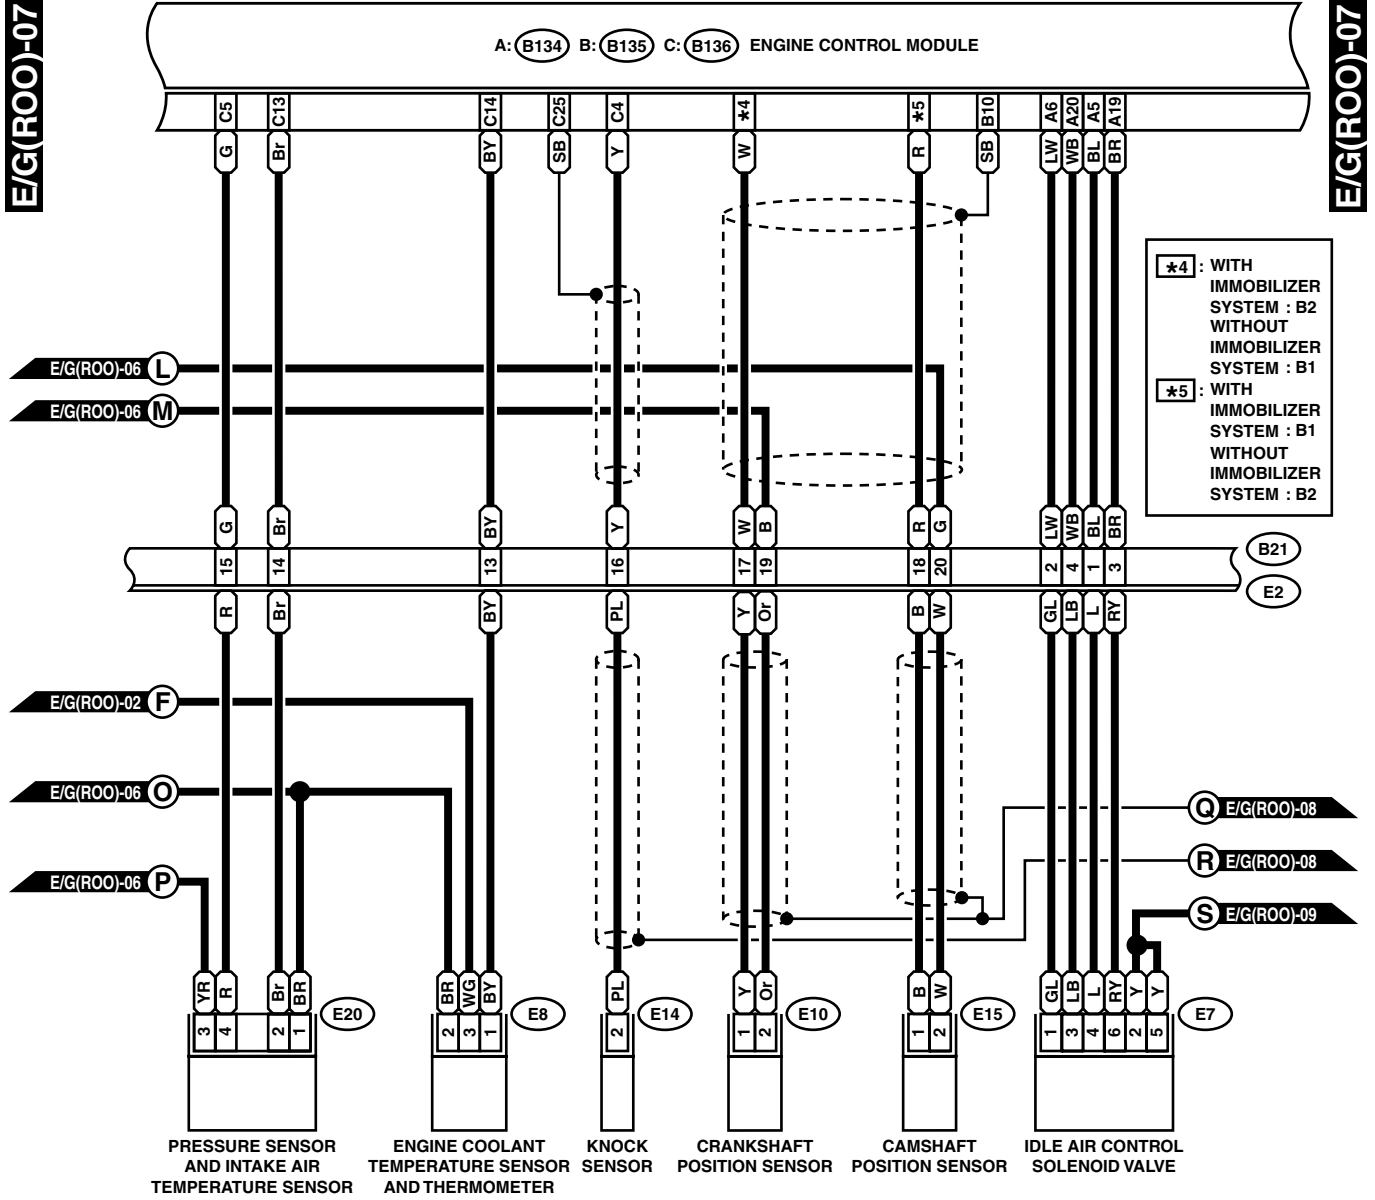 E/G(ROO)-07
E/G(ROO)-07
A: B134 B: B135 C: B136 ENGINE CONTROL MODULE
C5 C13 C14 C25 C4 *4 *5 B10 A6 A20 A5 A19
G Br BY SB Y W R SB LW WB BL BR
*4 : WITH
IMMOBILIZER
SYSTEM : B2
WITHOUT
IMMOBILIZER
SYSTEM : B1
*5 : WITH
IMMOBILIZER
SYSTEM : B1
WITHOUT
IMMOBILIZER
SYSTEM : B2
E/G(ROO)-06 L
E/G(ROO)-06 M
G Br BY Y W B R G LW WB BL BR
15 14 13 16 17 19 18 20 2 4 1 3
B21
E2
R Br BY PL Y Or B W GL LB L RY
E/G(ROO)-02 F
E/G(ROO)-06 O
Q E/G(ROO)-08
R E/G(ROO)-08
E/G(ROO)-06 P
S E/G(ROO)-09
YR R Br BR E20 BR WG BY E8 PL E14 Y Or E10 B W E15 GL LB L RY Y Y E7
3 4 2 1 2 3 1 2 1 2 1 2 1 3 4 6 2 5
PRESSURE SENSOR
AND INTAKE AIR
TEMPERATURE SENSOR
ENGINE COOLANT
TEMPERATURE SENSOR
AND THERMOMETER
KNOCK
SENSOR
CRANKSHAFT
POSITION SENSOR
CAMSHAFT
POSITION SENSOR
IDLE AIR CONTROL
SOLENOID VALVE